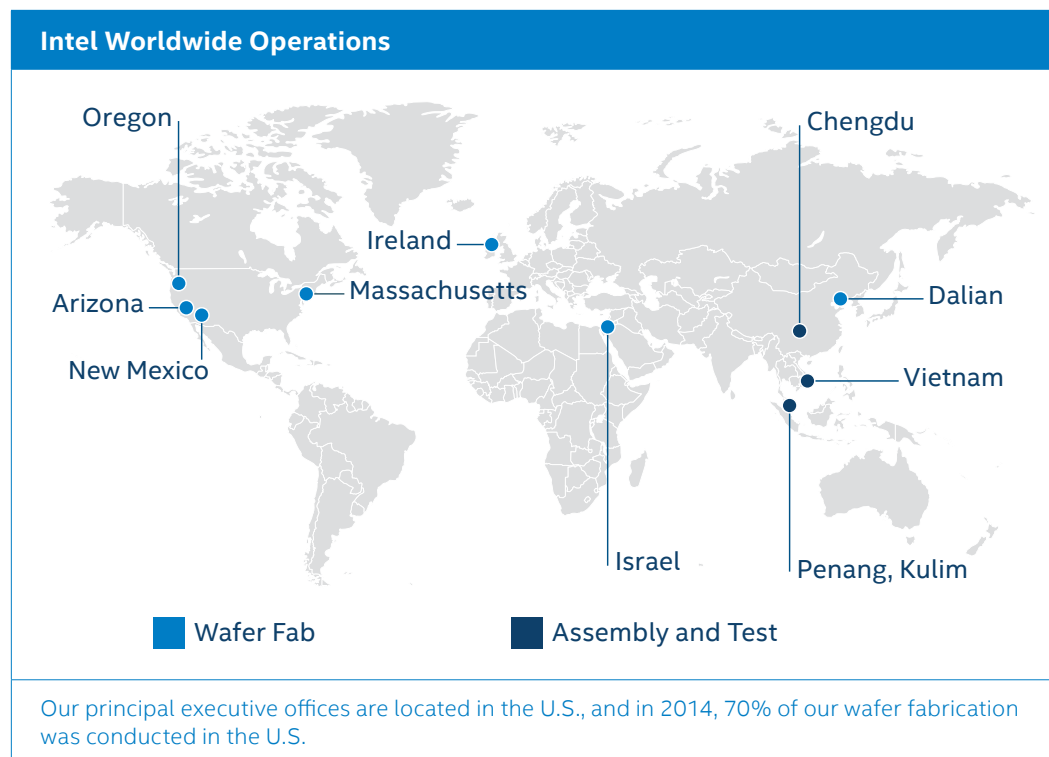 Intel Worldwide Operations
Oregon
Chengdu
Ireland
Massachusetts
Arizona
Dalian
New Mexico
Vietnam
Israel
Penang, Kulim
Wafer Fab
Assembly and Test
Our principal executive offices are located in the U.S., and in 2014, 70% of our wafer fabrication
was conducted in the U.S.